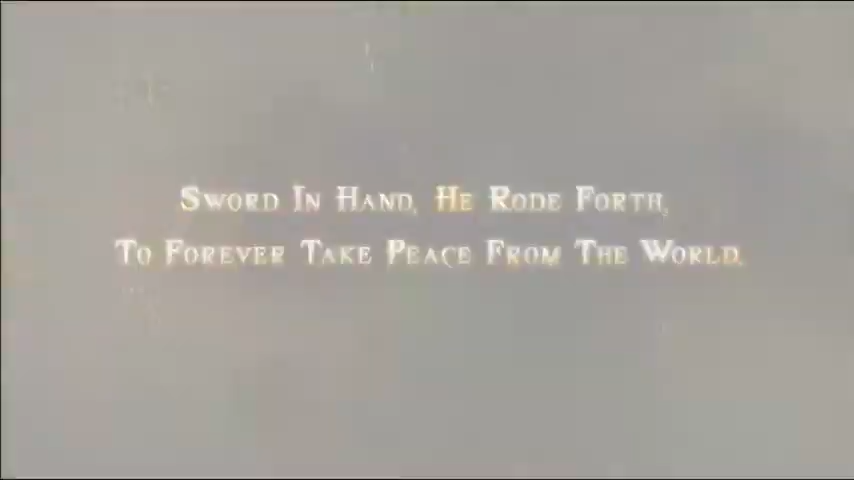 Sword In Hand, He Rode Forth,
To Forever Take Peace From The World.